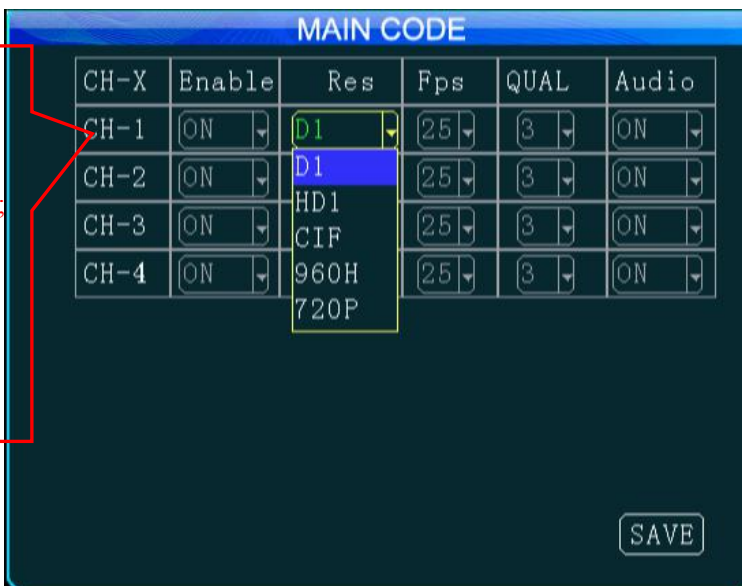 MAIN CODE
CH-X Enable Res Fps QUAL Audio
CH-1 ON D1 25 3 ON
CH-2 ON D1 25 3 ON
HD1
CH-3 ON CIF 25 3 ON
CH-4 ON 960H 25 3 ON
720P
SAVE